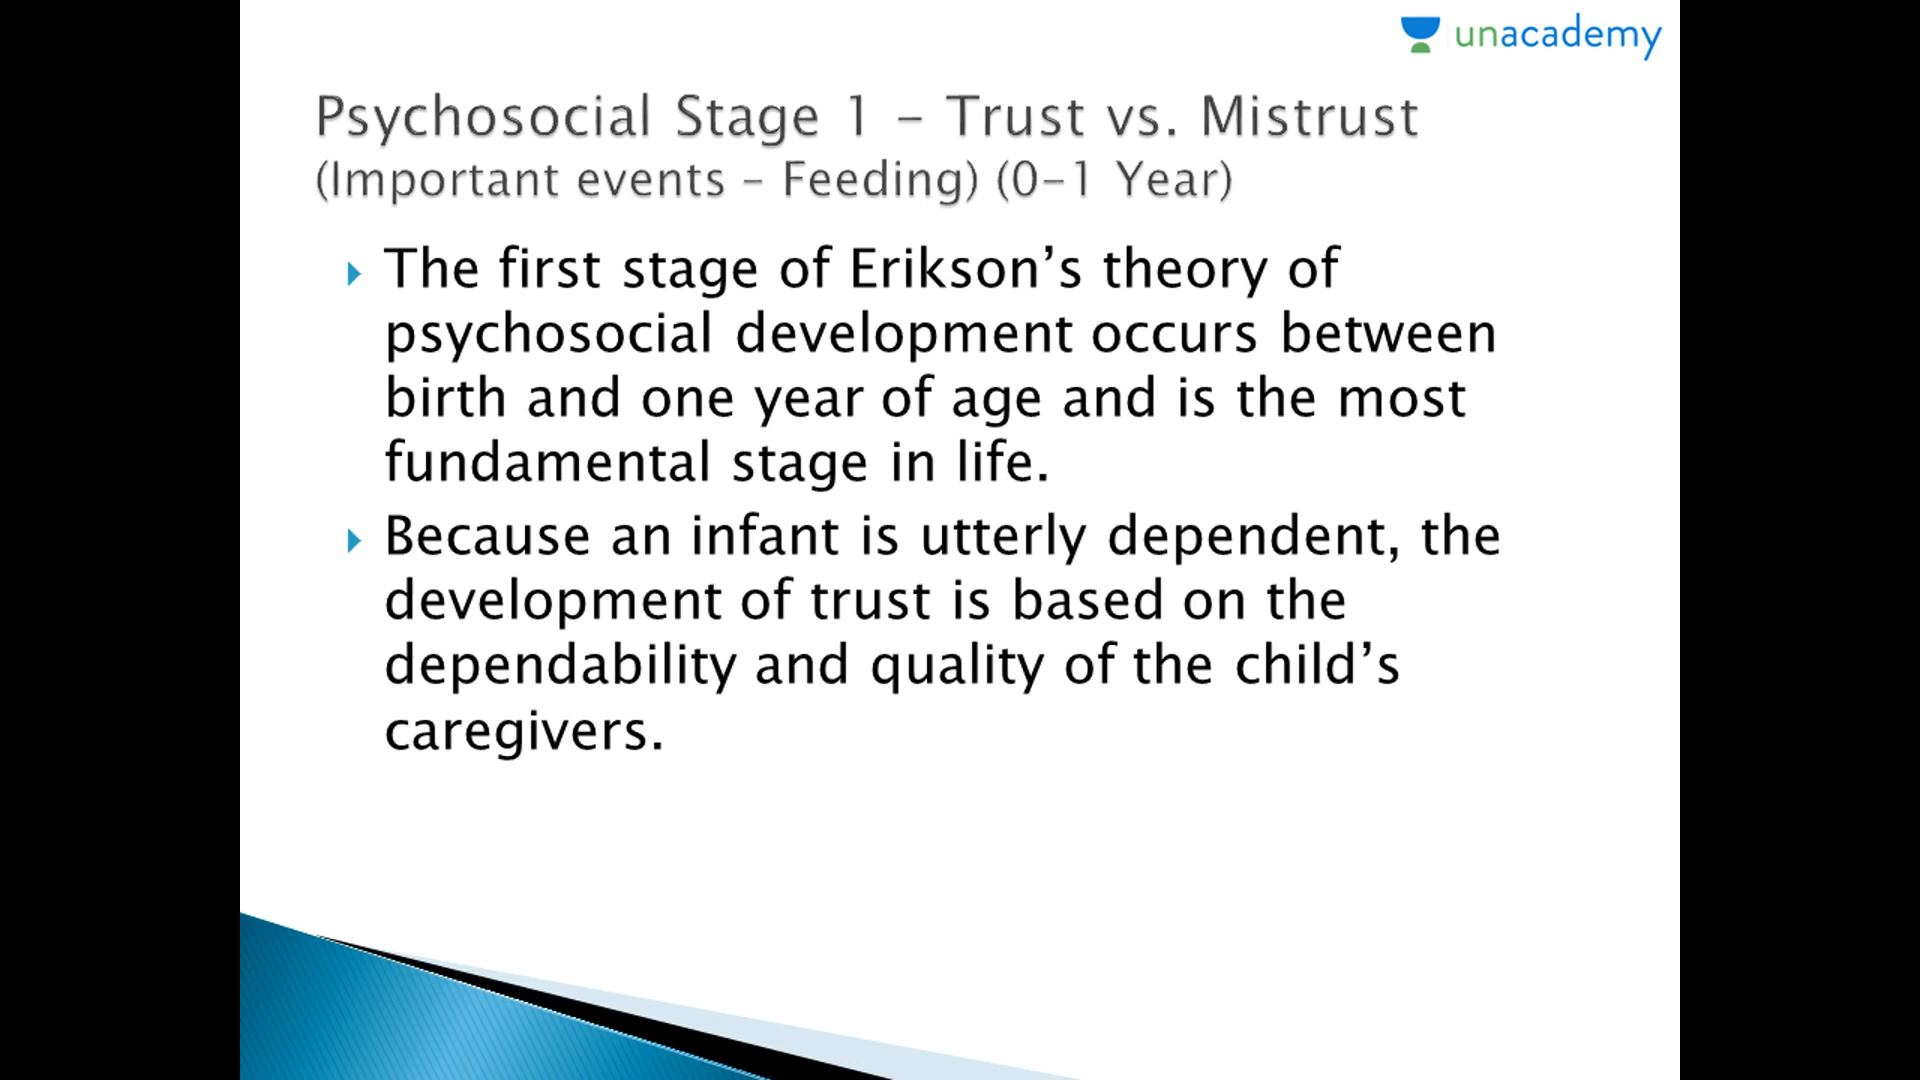 unacademy
Psychosocial Stage 1 - Trust vs. Mistrust
(Important events – Feeding) (0-1 Year)
The first stage of Erikson’s theory of
psychosocial development occurs between
birth and one year of age and is the most
fundamental stage in life.
Because an infant is utterly dependent, the
development of trust is based on the
dependability and quality of the child’s
caregivers.